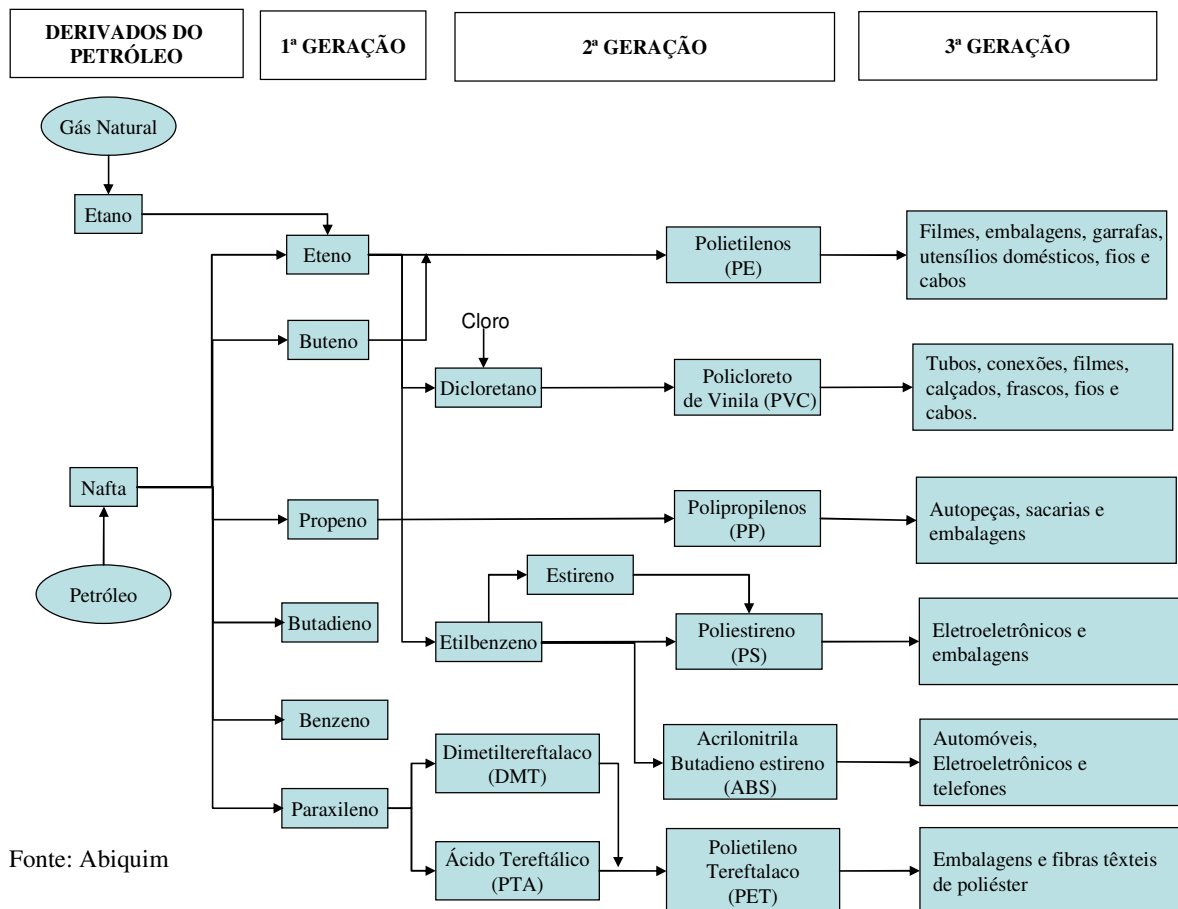 DERIVADOS DO
PETRÓLEO
1ª GERAÇÃO
2ª GERAÇÃO
3ª GERAÇÃO
Gás Natural
Etano
Eteno
Polietilenos
(PE)
Filmes, embalagens, garrafas,
utensílios domésticos, fios e
cabos
Buteno
Cloro
Dicloretano
Policloreto
de Vinila (PVC)
Tubos, conexões, filmes,
calçados, frascos, fios e
cabos.
Nafta
Propeno
Polipropilenos
(PP)
Autopeças, sacarias e
embalagens
Petróleo
Estireno
Butadieno
Etilbenzeno
Poliestireno
(PS)
Eletroeletrônicos e
embalagens
Benzeno
Dimetiltereftalaco
(DMT)
Acrilonitrila
Butadieno estireno
(ABS)
Automóveis,
Eletroeletrônicos e
telefones
Paraxileno
Fonte: Abiquim
Ácido Tereftálico
(PTA)
Polietileno
Tereftalaco
(PET)
Embalagens e fibras têxteis
de poliéster